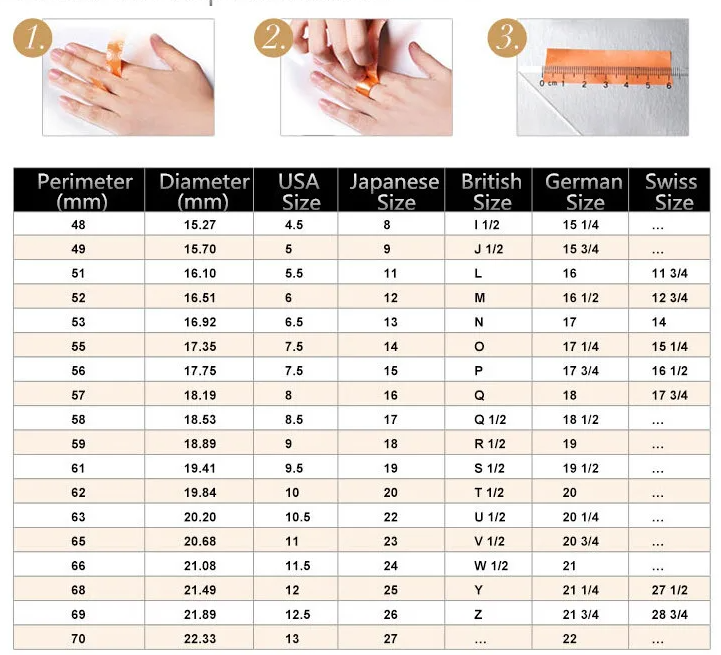 1.
2.
3.
0 cm 1 2 3 4 5 6
Perimeter (mm) Diameter (mm) USA Size Japanese Size British Size German Size Swiss Size
48 15.27 4.5 8 I 1/2 15 1/4 ...
49 15.70 5 9 J 1/2 15 3/4 ...
51 16.10 5.5 11 L 16 11 3/4
52 16.51 6 12 M 16 1/2 12 3/4
53 16.92 6.5 13 N 17 14
55 17.35 7.5 14 O 17 1/4 15 1/4
56 17.75 7.5 15 P 17 3/4 16 1/2
57 18.19 8 16 Q 18 17 3/4
58 18.53 8.5 17 Q 1/2 18 1/2 ...
59 18.89 9 18 R 1/2 19 ...
61 19.41 9.5 19 S 1/2 19 1/2 ...
62 19.84 10 20 T 1/2 20 ...
63 20.20 10.5 22 U 1/2 20 1/4 ...
65 20.68 11 23 V 1/2 20 3/4 ...
66 21.08 11.5 24 W 1/2 21 ...
68 21.49 12 25 Y 21 1/4 27 1/2
69 21.89 12.5 26 Z 21 3/4 28 3/4
70 22.33 13 27 ... 22 ...